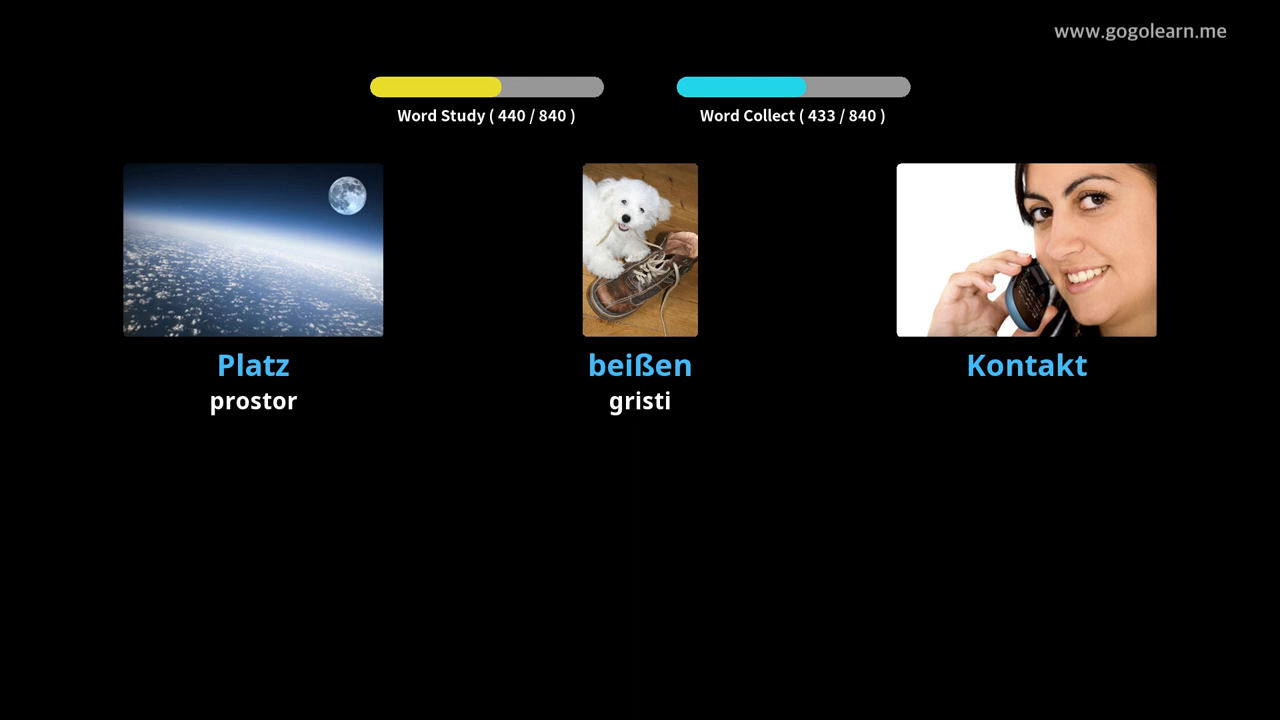 www.gogolearn.me
Word Study ( 440 / 840 )
Word Collect ( 433 / 840 )
Platz
prostor
beißen
gristi
Kontakt